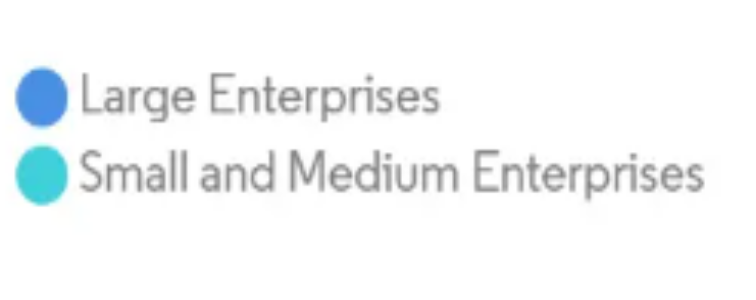 Large Enterprises
Small and Medium Enterprises